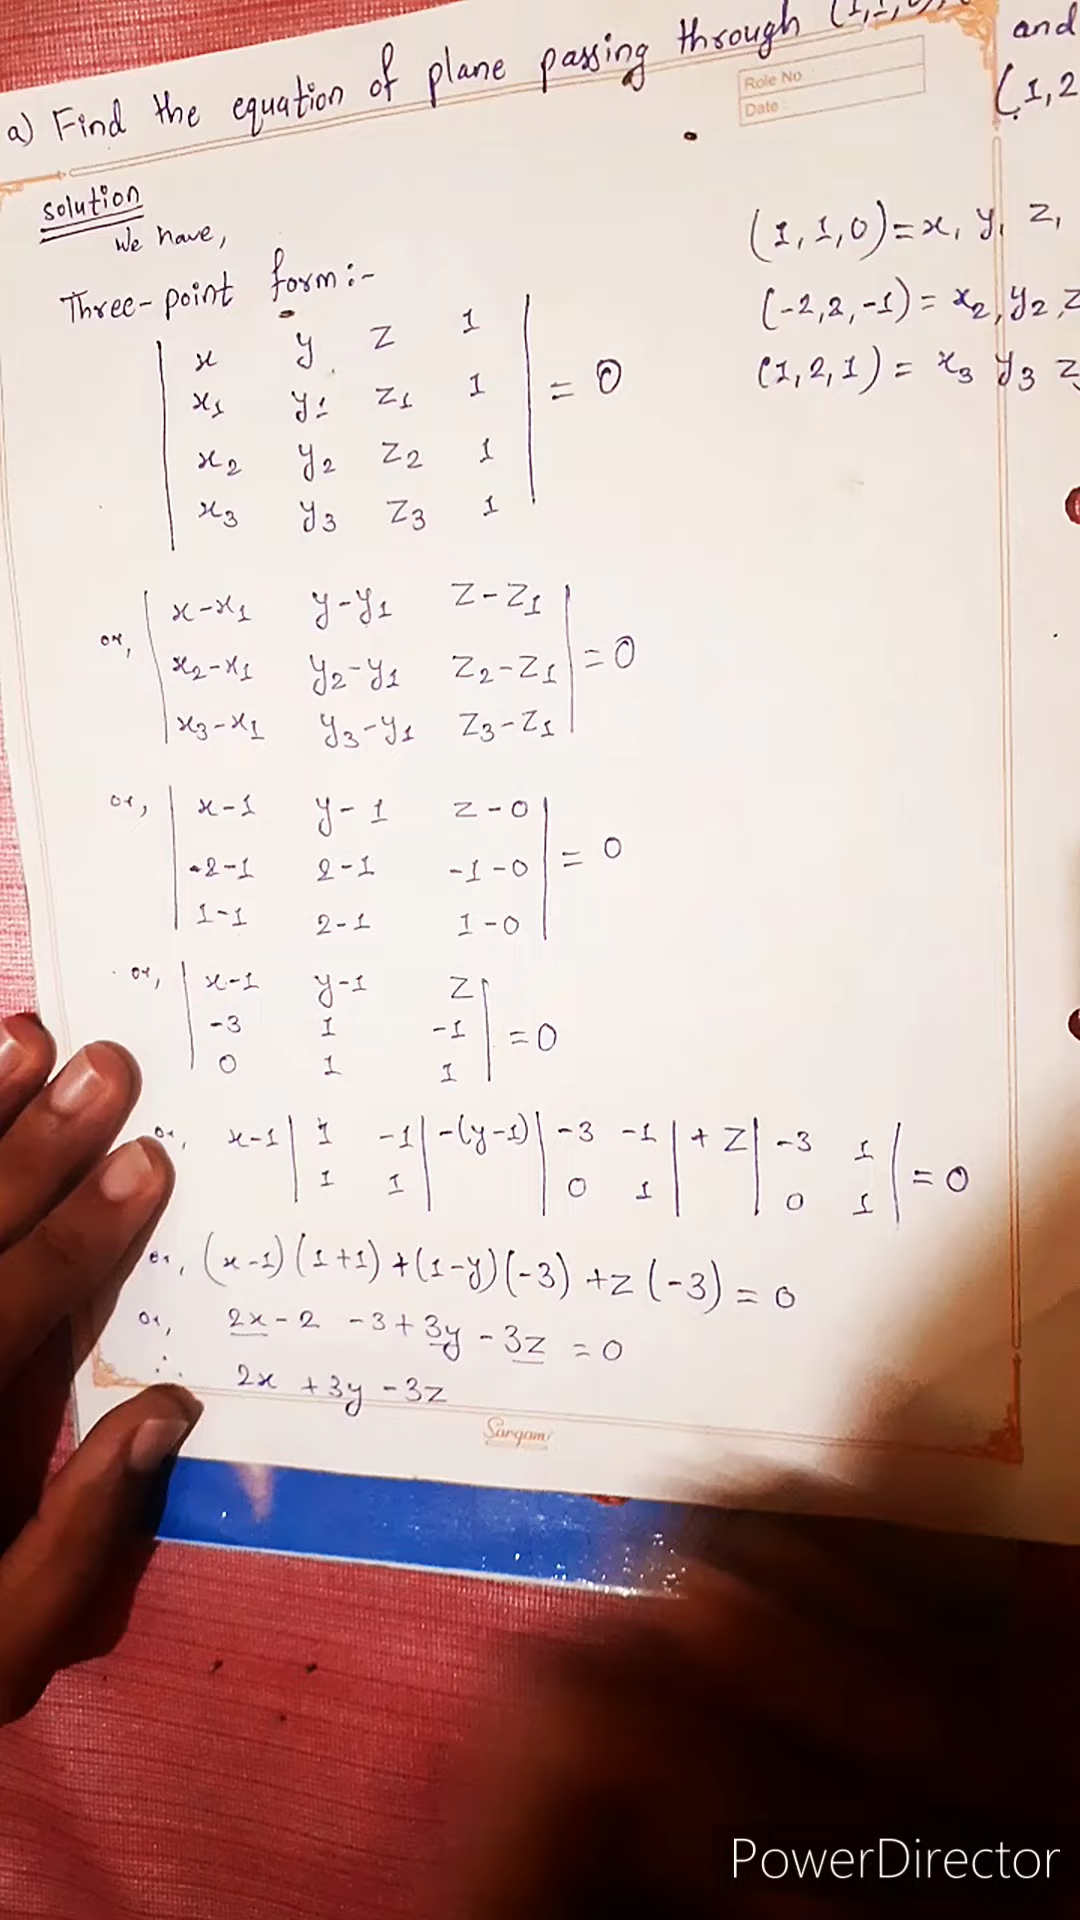 a) Find the equation of plane passing through (1,1,0), and
(1,2
Role No
Date :
solution
We have,
Three-point form:-
(1,1,0)=x, y, z,
(-2,2,-1) = x2, y2, z
(1,2,1) = x3 y3 z
| x y z 1 |
| x1 y1 z1 1 | = 0
| x2 y2 z2 1 |
| x3 y3 z3 1 |
| x-x1 y-y1 z-z1 |
or, | x2-x1 y2-y1 z2-z1 | =0
| x3-x1 y3-y1 z3-z1 |
or, | x-1 y-1 z-0 |
| -2-1 2-1 -1-0 | = 0
| 1-1 2-1 1-0 |
or, | x-1 y-1 z |
| -3 1 -1 | =0
| 0 1 1 |
or, x-1 | 1 -1 | -(y-1) | -3 -1 | + z | -3 1 | = 0
| 1 1 | | 0 1 | | 0 1 |
or, (x-1)(1+1)+(1-y)(-3)+z(-3) = 0
or, 2x-2 -3+3y-3z = 0
∴ 2x +3y -3z
Sargam
PowerDirector